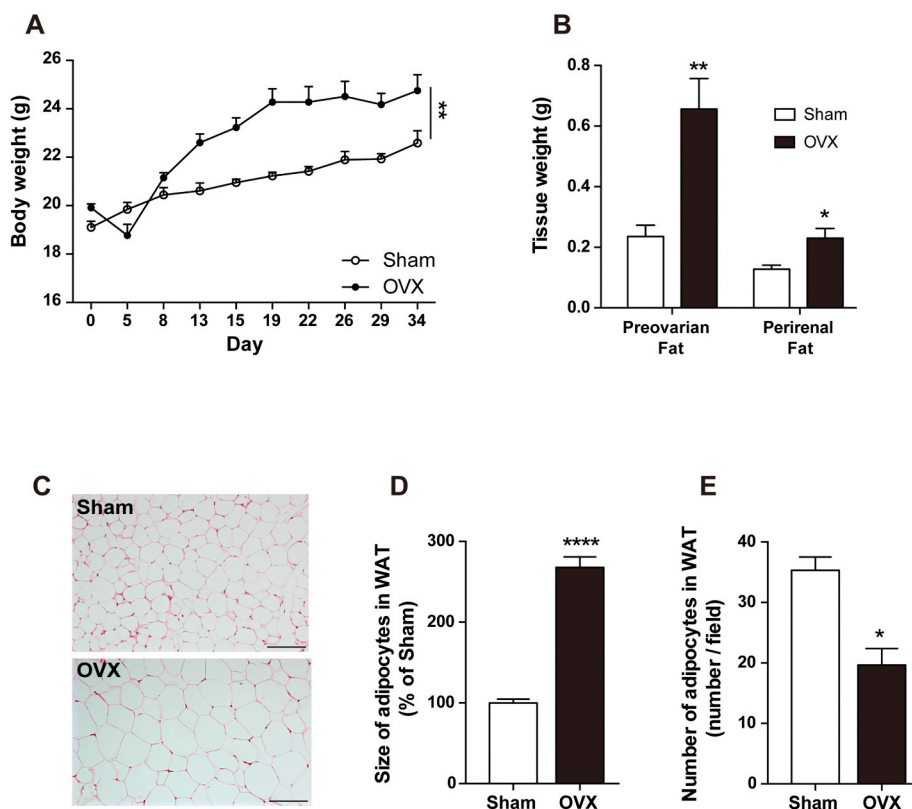 A
Body weight (g)
26
24
22
20
18
16
**
Sham
OVX
0 5 8 13 15 19 22 26 29 34
Day
B
Tissue weight (g)
0.8
0.6
0.4
0.2
0.0
**
*
Sham
OVX
Preovarian
Fat
Perirenal
Fat
C
Sham
OVX
D
Size of adipocytes in WAT
(% of Sham)
300
200
100
0
****
Sham OVX
E
Number of adipocytes in WAT
(number / field)
40
30
20
10
0
*
Sham OVX